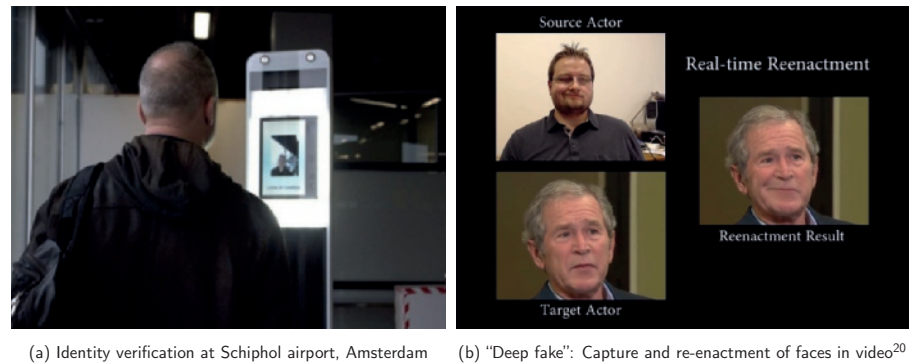 Source Actor
Real-time Reenactment
Reenactment Result
Target Actor
(a) Identity verification at Schiphol airport, Amsterdam
(b) “Deep fake”: Capture and re-enactment of faces in video20